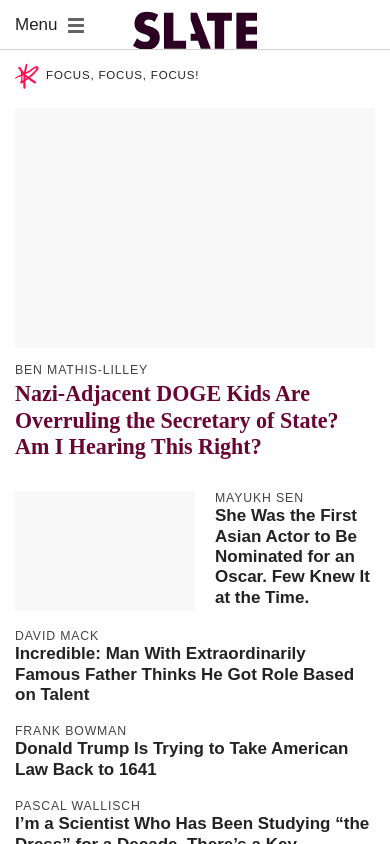 Menu
SLATE
FOCUS, FOCUS, FOCUS!
BEN MATHIS-LILLEY
Nazi-Adjacent DOGE Kids Are
Overruling the Secretary of State?
Am I Hearing This Right?
MAYUKH SEN
She Was the First
Asian Actor to Be
Nominated for an
Oscar. Few Knew It
at the Time.
DAVID MACK
Incredible: Man With Extraordinarily
Famous Father Thinks He Got Role Based
on Talent
FRANK BOWMAN
Donald Trump Is Trying to Take American
Law Back to 1641
PASCAL WALLISCH
I’m a Scientist Who Has Been Studying “the
Dress” for a Decade. There’s a Key